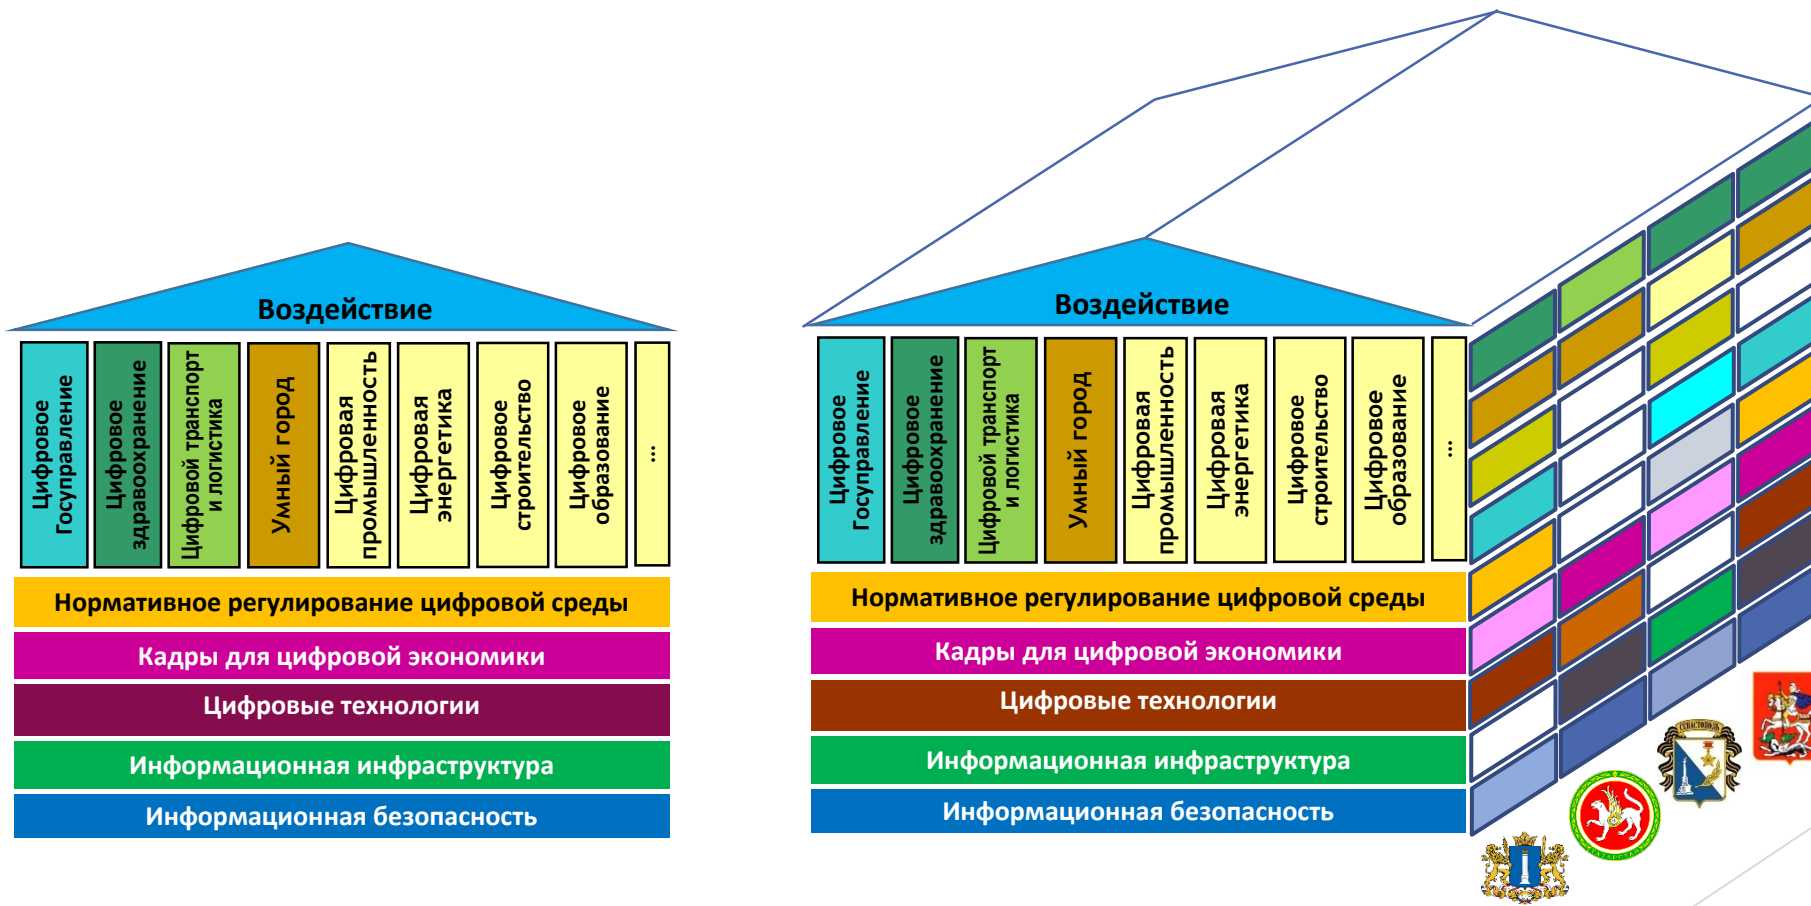 Воздействие
Цифровое
Госуправление
Цифровое
здравоохранение
Цифровой транспорт
и логистика
Умный город
Цифровая
промышленность
Цифровая
энергетика
Цифровое
строительство
Цифровое
образование
...
Нормативное регулирование цифровой среды
Кадры для цифровой экономики
Цифровые технологии
Информационная инфраструктура
Информационная безопасность
Воздействие
Цифровое
Госуправление
Цифровое
здравоохранение
Цифровой транспорт
и логистика
Умный город
Цифровая
промышленность
Цифровая
энергетика
Цифровое
строительство
Цифровое
образование
...
Нормативное регулирование цифровой среды
Кадры для цифровой экономики
Цифровые технологии
Информационная инфраструктура
Информационная безопасность
СЕВАСТОПОЛЬ
ТАТАРСТАН